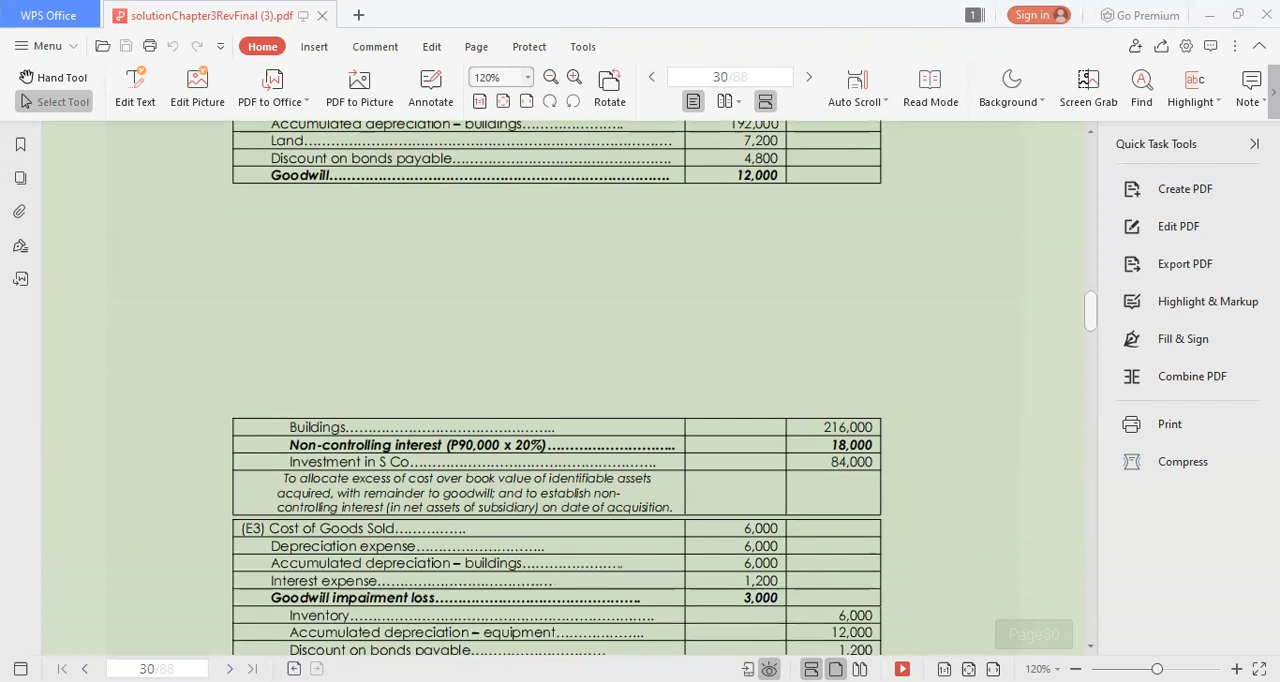 WPS Office
solutionChapter3RevFinal (3).pdf
1
Sign in
Go Premium
Menu
Home
Insert
Comment
Edit
Page
Protect
Tools
Hand Tool
Select Tool
Edit Text
Edit Picture
PDF to Office
PDF to Picture
Annotate
120%
Rotate
30/88
Auto Scroll
Read Mode
Background
Screen Grab
Find
Highlight
Note
Accumulated depreciation – buildings…………………. 192,000
Land………………………………………………………………… 7,200
Discount on bonds payable……………………………………. 4,800
Goodwill……………………………………………………………. 12,000
Buildings………………………………….. 216,000
Non-controlling interest (P90,000 x 20%)…………………….. 18,000
Investment in S Co………………………………………………. 84,000
To allocate excess of cost over book value of identifiable assets
acquired, with remainder to goodwill; and to establish non-
controlling interest (in net assets of subsidiary) on date of acquisition.
(E3) Cost of Goods Sold……………. 6,000
Depreciation expense…………………….. 6,000
Accumulated depreciation – buildings…………………. 6,000
Interest expense……………………………… 1,200
Goodwill impairment loss…………………………………. 3,000
Inventory………………………………………………………. 6,000
Accumulated depreciation – equipment………………. 12,000
Discount on bonds payable…………………… 1,200
Page30
Quick Task Tools
Create PDF
Edit PDF
Export PDF
Highlight & Markup
Fill & Sign
Combine PDF
Print
Compress
30/88
120%